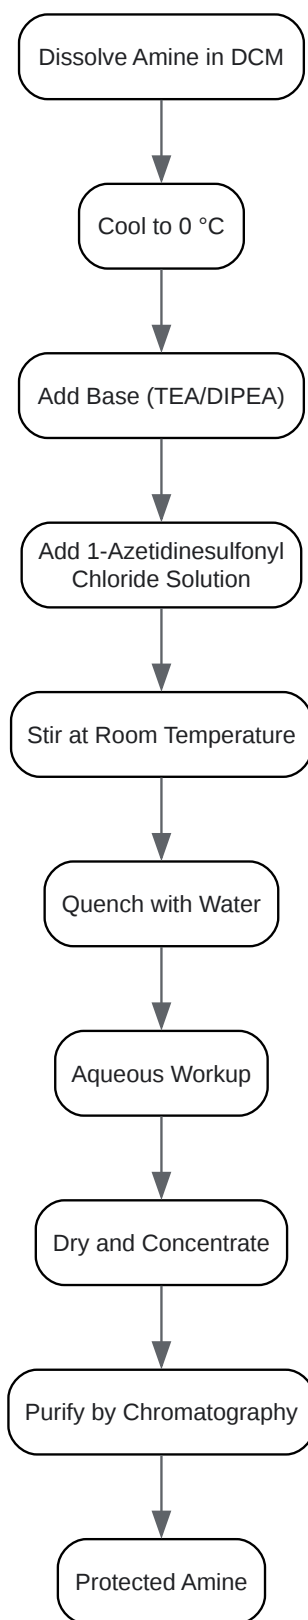 Dissolve Amine in DCM
Cool to 0 °C
Add Base (TEA/DIPEA)
Add 1-Azetidinesulfonyl
Chloride Solution
Stir at Room Temperature
Quench with Water
Aqueous Workup
Dry and Concentrate
Purify by Chromatography
Protected Amine